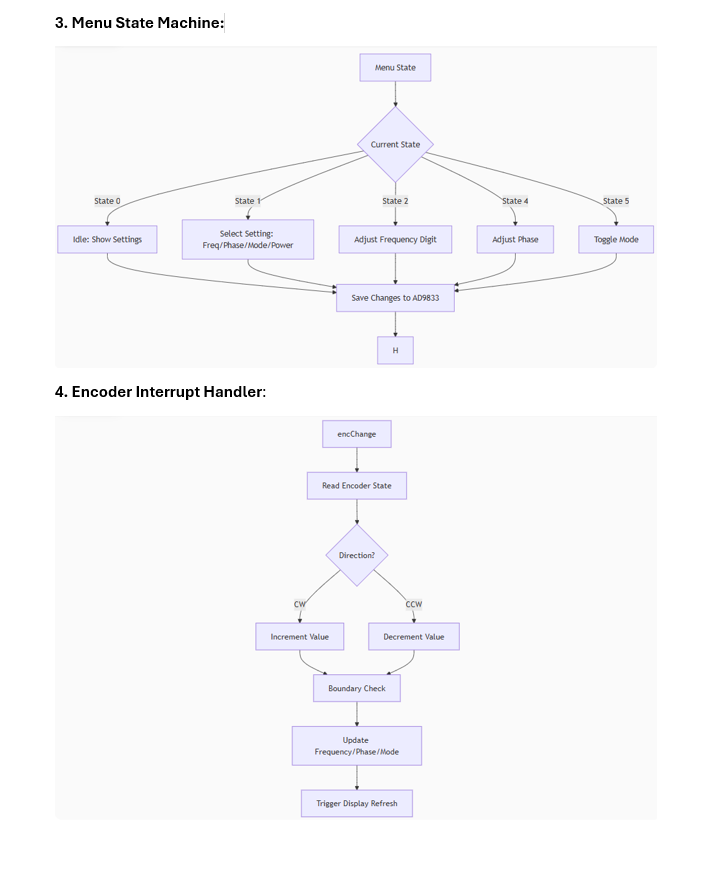 3. Menu State Machine:
Menu State
Current State
State 0
State 1
State 2
State 4
State 5
Idle: Show Settings
Select Setting:
Freq/Phase/Mode/Power
Adjust Frequency Digit
Adjust Phase
Toggle Mode
Save Changes to AD9833
H
4. Encoder Interrupt Handler:
encChange
Read Encoder State
Direction?
CW
CCW
Increment Value
Decrement Value
Boundary Check
Update
Frequency/Phase/Mode
Trigger Display Refresh